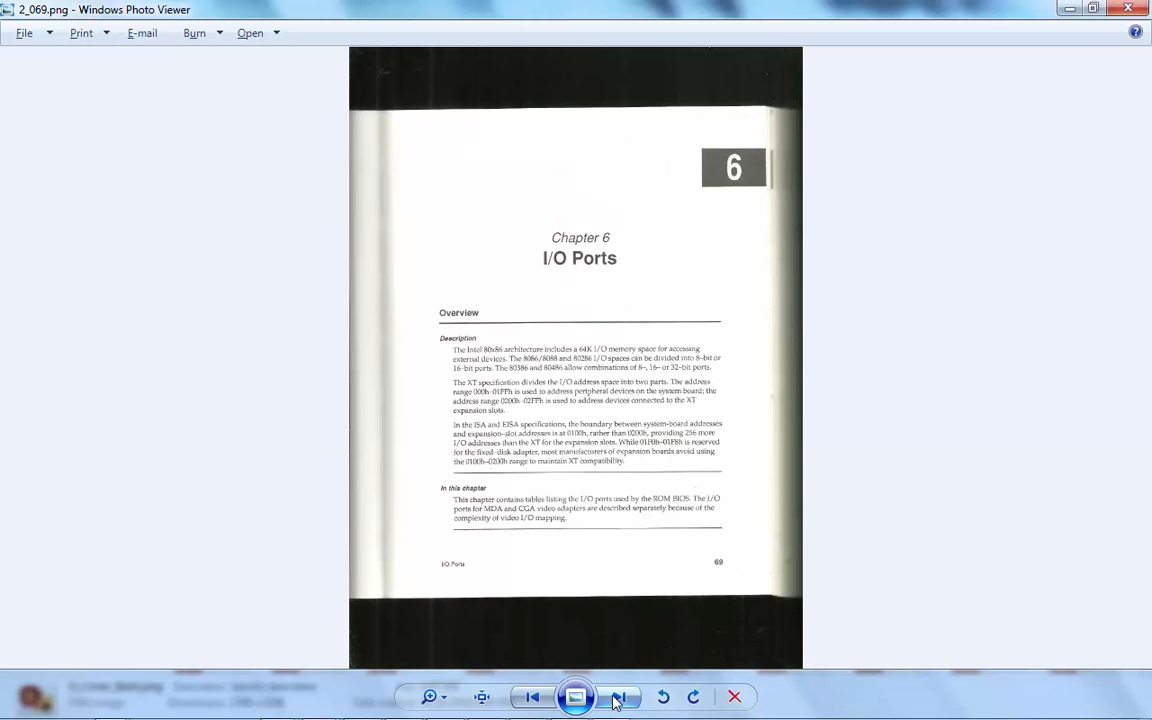 2_069.png - Windows Photo Viewer
File Print E-mail Burn Open
6
Chapter 6
I/O Ports
Overview
Description
The Intel 80x86 architecture includes a 64K I/O memory space for accessing
external devices. The 8086/8088 and 80286 I/O spaces can be divided into 8-bit or
16-bit ports. The 80386 and 80486 allow combinations of 8-, 16- or 32-bit ports.
The XT specification divides the I/O address space into two parts. The address
range 000h-01FFh is used to address peripheral devices on the system board; the
address range 0200h-02FFh is used to address devices connected to the XT
expansion slots.
In the ISA and EISA specifications, the boundary between system-board addresses
and expansion-slot addresses is at 0100h, rather than 0200h, providing 256 more
I/O addresses than the XT for the expansion slots. While 01F0h-01F8h is reserved
for the fixed-disk adapter, most manufacturers of expansion boards avoid using
the 0100h-0200h range to maintain XT compatibility.
In this chapter
This chapter contains tables listing the I/O ports used by the ROM BIOS. The I/O
ports for MDA and CGA video adapters are described separately because of the
complexity of video I/O mapping.
I/O Ports 69